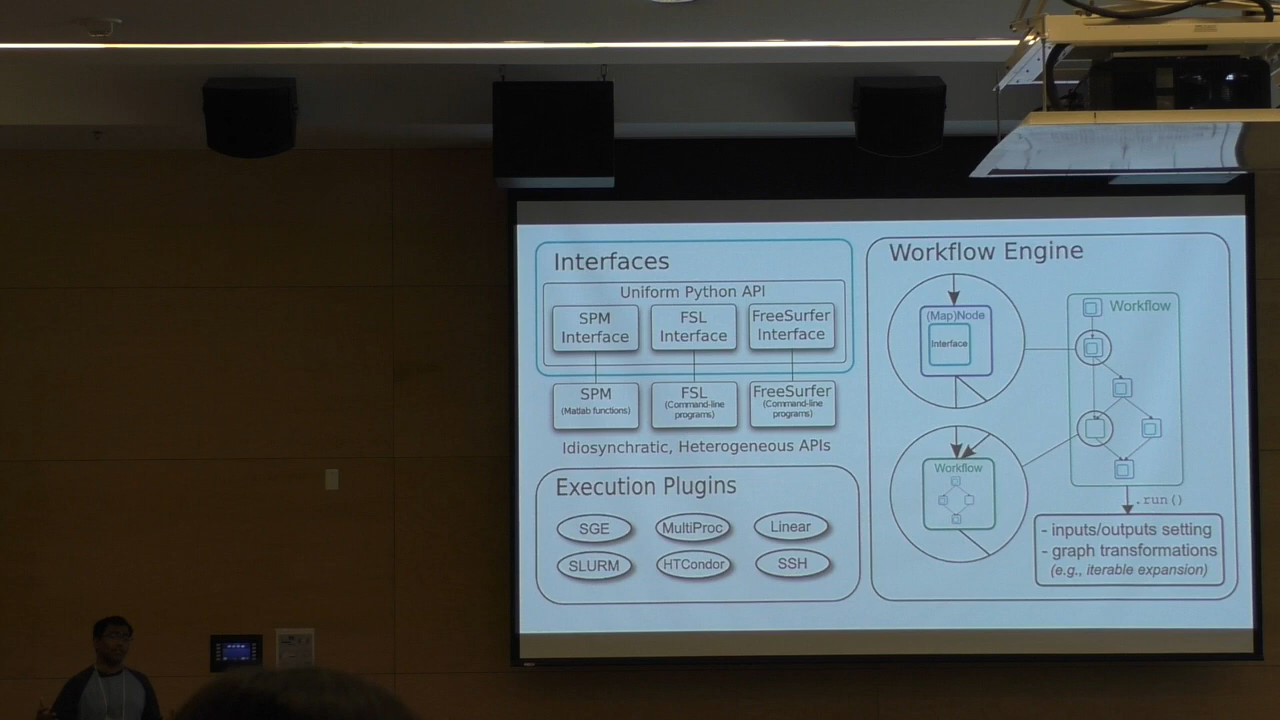 Interfaces
Uniform Python API
SPM
Interface
FSL
Interface
FreeSurfer
Interface
SPM
(Matlab functions)
FSL
(Command-line
programs)
FreeSurfer
(Command-line
programs)
Idiosynchratic, Heterogeneous APIs
Execution Plugins
SGE
MultiProc
Linear
SLURM
HTCondor
SSH
Workflow Engine
(Map)Node
Interface
Workflow
Workflow
.run()
- inputs/outputs setting
- graph transformations
(e.g., iterable expansion)